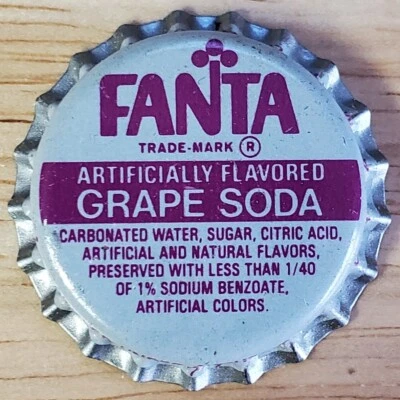 FANTA
TRADE-MARK ®
ARTIFICIALLY FLAVORED
GRAPE SODA
CARBONATED WATER, SUGAR, CITRIC ACID,
ARTIFICIAL AND NATURAL FLAVORS,
PRESERVED WITH LESS THAN 1/40
OF 1% SODIUM BENZOATE,
ARTIFICIAL COLORS.